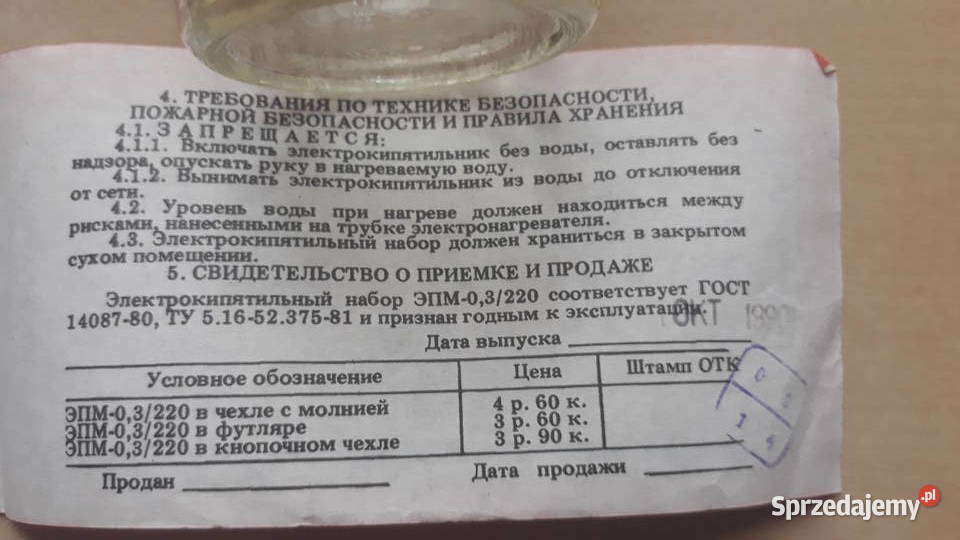 4. ТРЕБОВАНИЯ ПО ТЕХНИКЕ БЕЗОПАСНОСТИ,
ПОЖАРНОЙ БЕЗОПАСНОСТИ И ПРАВИЛА ХРАНЕНИЯ
4.1. ЗАПРЕЩАЕТСЯ:
4.1.1. Включать электрокипятильник без воды, оставлять без
надзора, опускать руку в нагреваемую воду.
4.1.2. Вынимать электрокипятильник из воды до отключения
от сети.
4.2. Уровень воды при нагреве должен находиться между
рисками, нанесенными на трубке электронагревателя.
4.3. Электрокипятильный набор должен храниться в закрытом
сухом помещении.
5. СВИДЕТЕЛЬСТВО О ПРИЕМКЕ И ПРОДАЖЕ
Электрокипятильный набор ЭПМ-0,3/220 соответствует ГОСТ
14087-80, ТУ 5.16-52.375-81 и признан годным к эксплуатации.
ОКТ
Дата выпуска
Условное обозначение Цена Штамп ОТК
ЭПМ-0,3/220 в чехле с молнией 4 р. 60 к.
ЭПМ-0,3/220 в футляре 3 р. 60 к.
ЭПМ-0,3/220 в кнопочном чехле 3 р. 90 к.
Продан Дата продажи
Sprzedajemy.pl